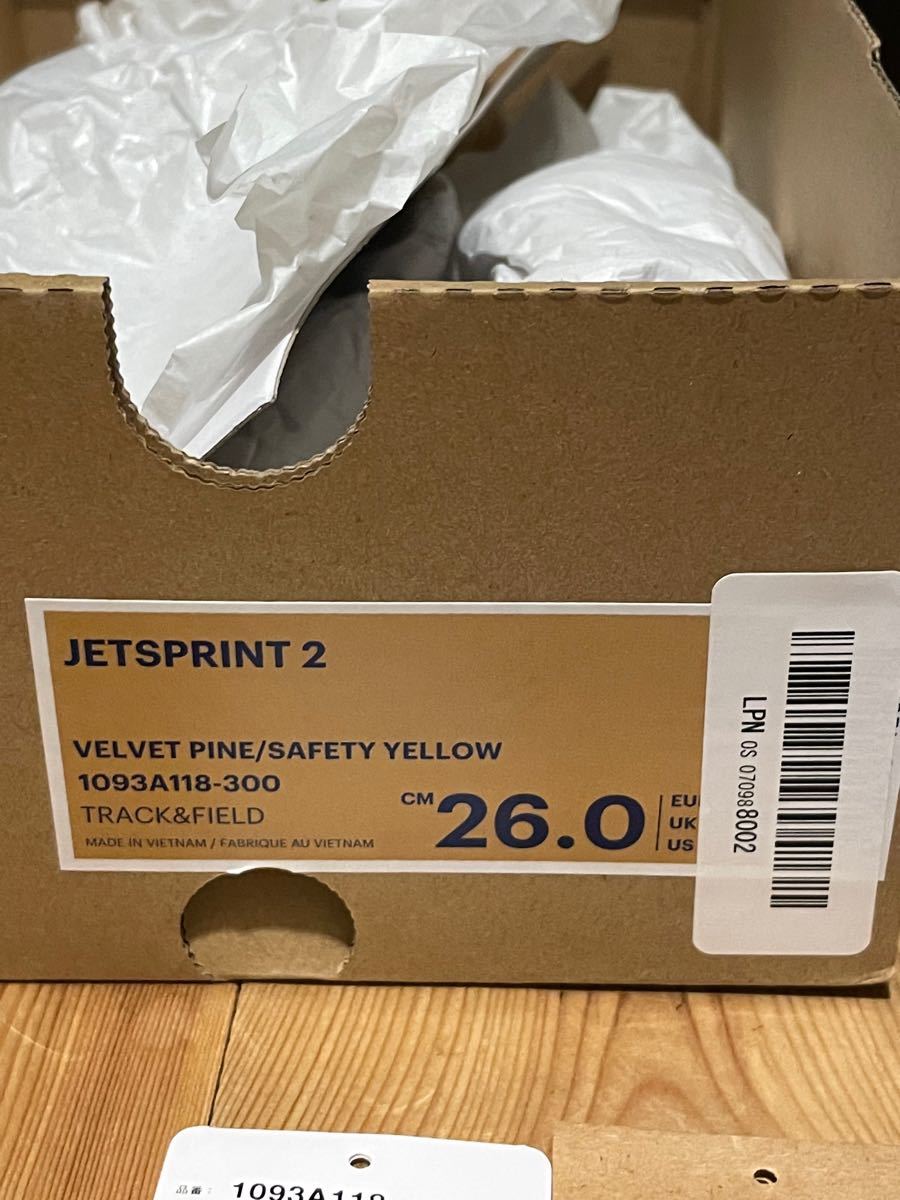 JETSPRINT 2
VELVET PINE/SAFETY YELLOW
1093A118-300
TRACK&FIELD
MADE IN VIETNAM / FABRIQUE AU VIETNAM
CM 26.0
EU
UK
US
LPN OS 070988002
品番：1093A118